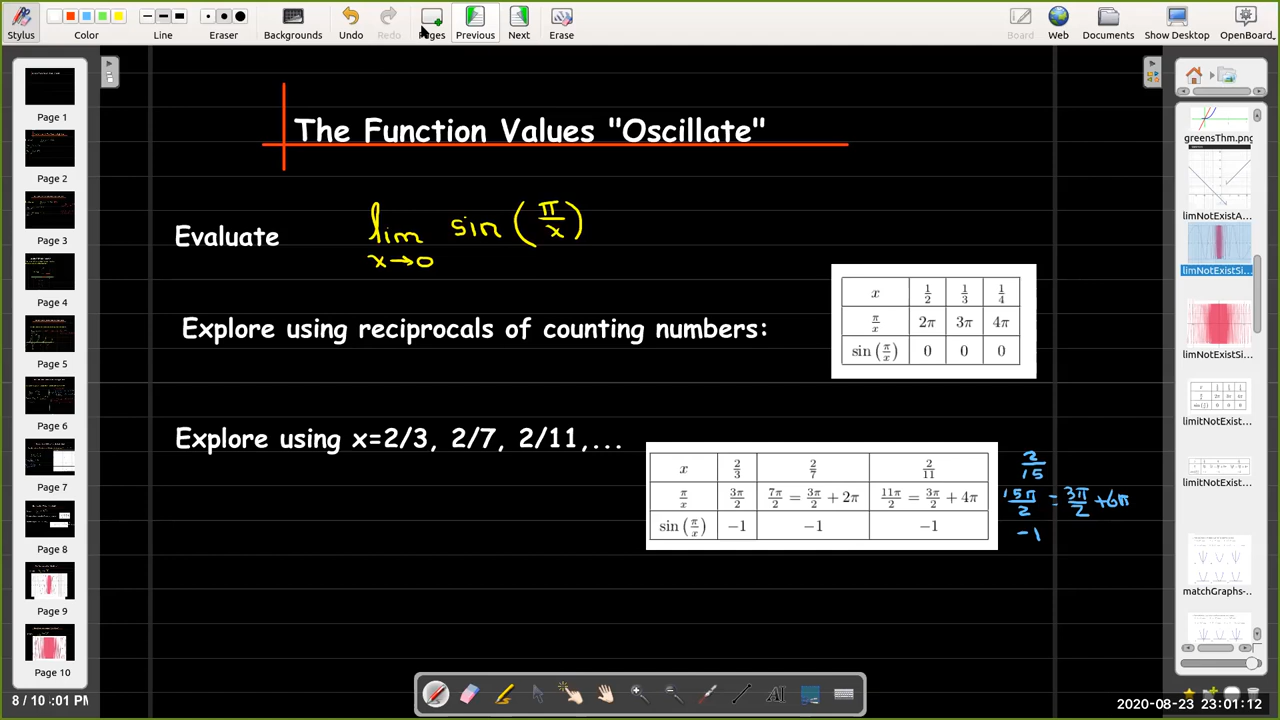 Stylus
Color
Line
Eraser
Backgrounds
Undo
Redo
Pages
Previous
Next
Erase
Board
Web
Documents
Show Desktop
OpenBoard
Page 1
Page 2
Page 3
Page 4
Page 5
Page 6
Page 7
Page 8
Page 9
Page 10
8 / 10 :01 PM
The Function Values "Oscillate"
Evaluate lim x→0 sin (π/x)
Explore using reciprocals of counting numbers:
x 1/2 1/3 1/4
π/x 2π 3π 4π
sin (π/x) 0 0 0
Explore using x=2/3, 2/7, 2/11,...
x 2/3 2/7 2/11 2/15
π/x 3π/2 7π/2 = 3π/2 + 2π 11π/2 = 3π/2 + 4π 15π/2 = 3π/2 + 6π
sin (π/x) −1 −1 −1 −1
greensThm.png
limNotExistA...
limNotExistSi...
limNotExistSi...
limitNotExist...
limitNotExist...
matchGraphs-...
AI
2020-08-23 23:01:12